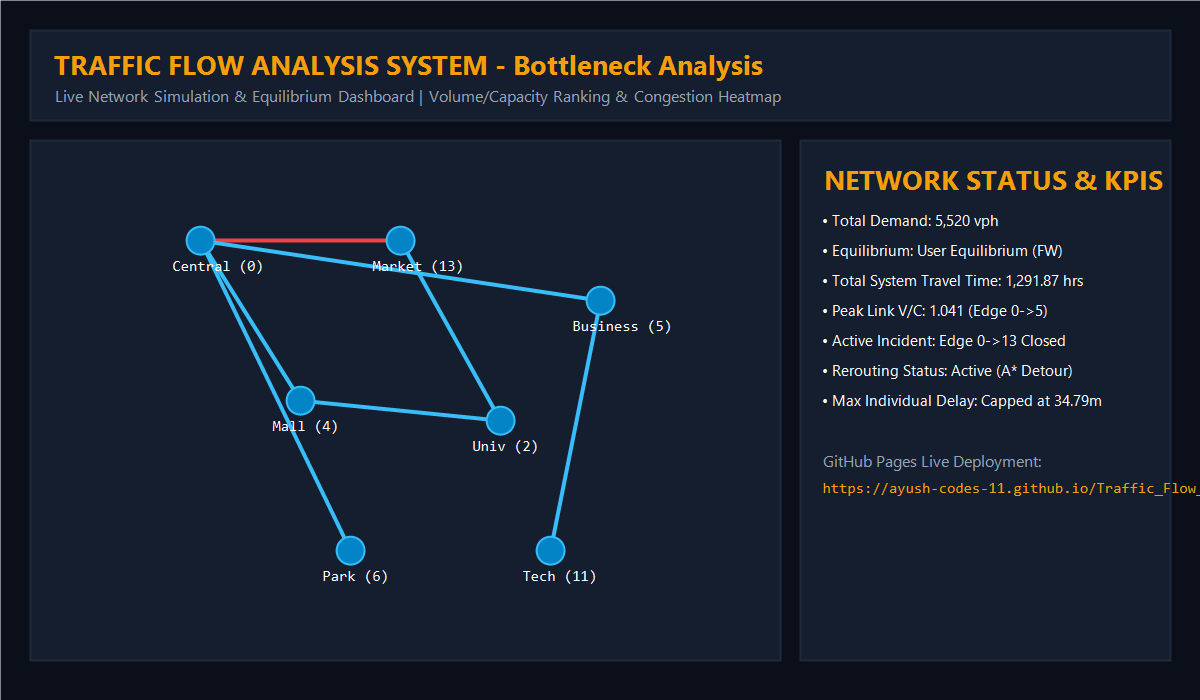 TRAFFIC FLOW ANALYSIS SYSTEM - Bottleneck Analysis
Live Network Simulation & Equilibrium Dashboard | Volume/Capacity Ranking & Congestion Heatmap
Central (0)
Market (13)
Business (5)
Mall (4)
Univ (2)
Park (6)
Tech (11)
NETWORK STATUS & KPIS
• Total Demand: 5,520 vph
• Equilibrium: User Equilibrium (FW)
• Total System Travel Time: 1,291.87 hrs
• Peak Link V/C: 1.041 (Edge 0->5)
• Active Incident: Edge 0->13 Closed
• Rerouting Status: Active (A* Detour)
• Max Individual Delay: Capped at 34.79m
GitHub Pages Live Deployment:
https://ayush-codes-11.github.io/Traffic_Flow_